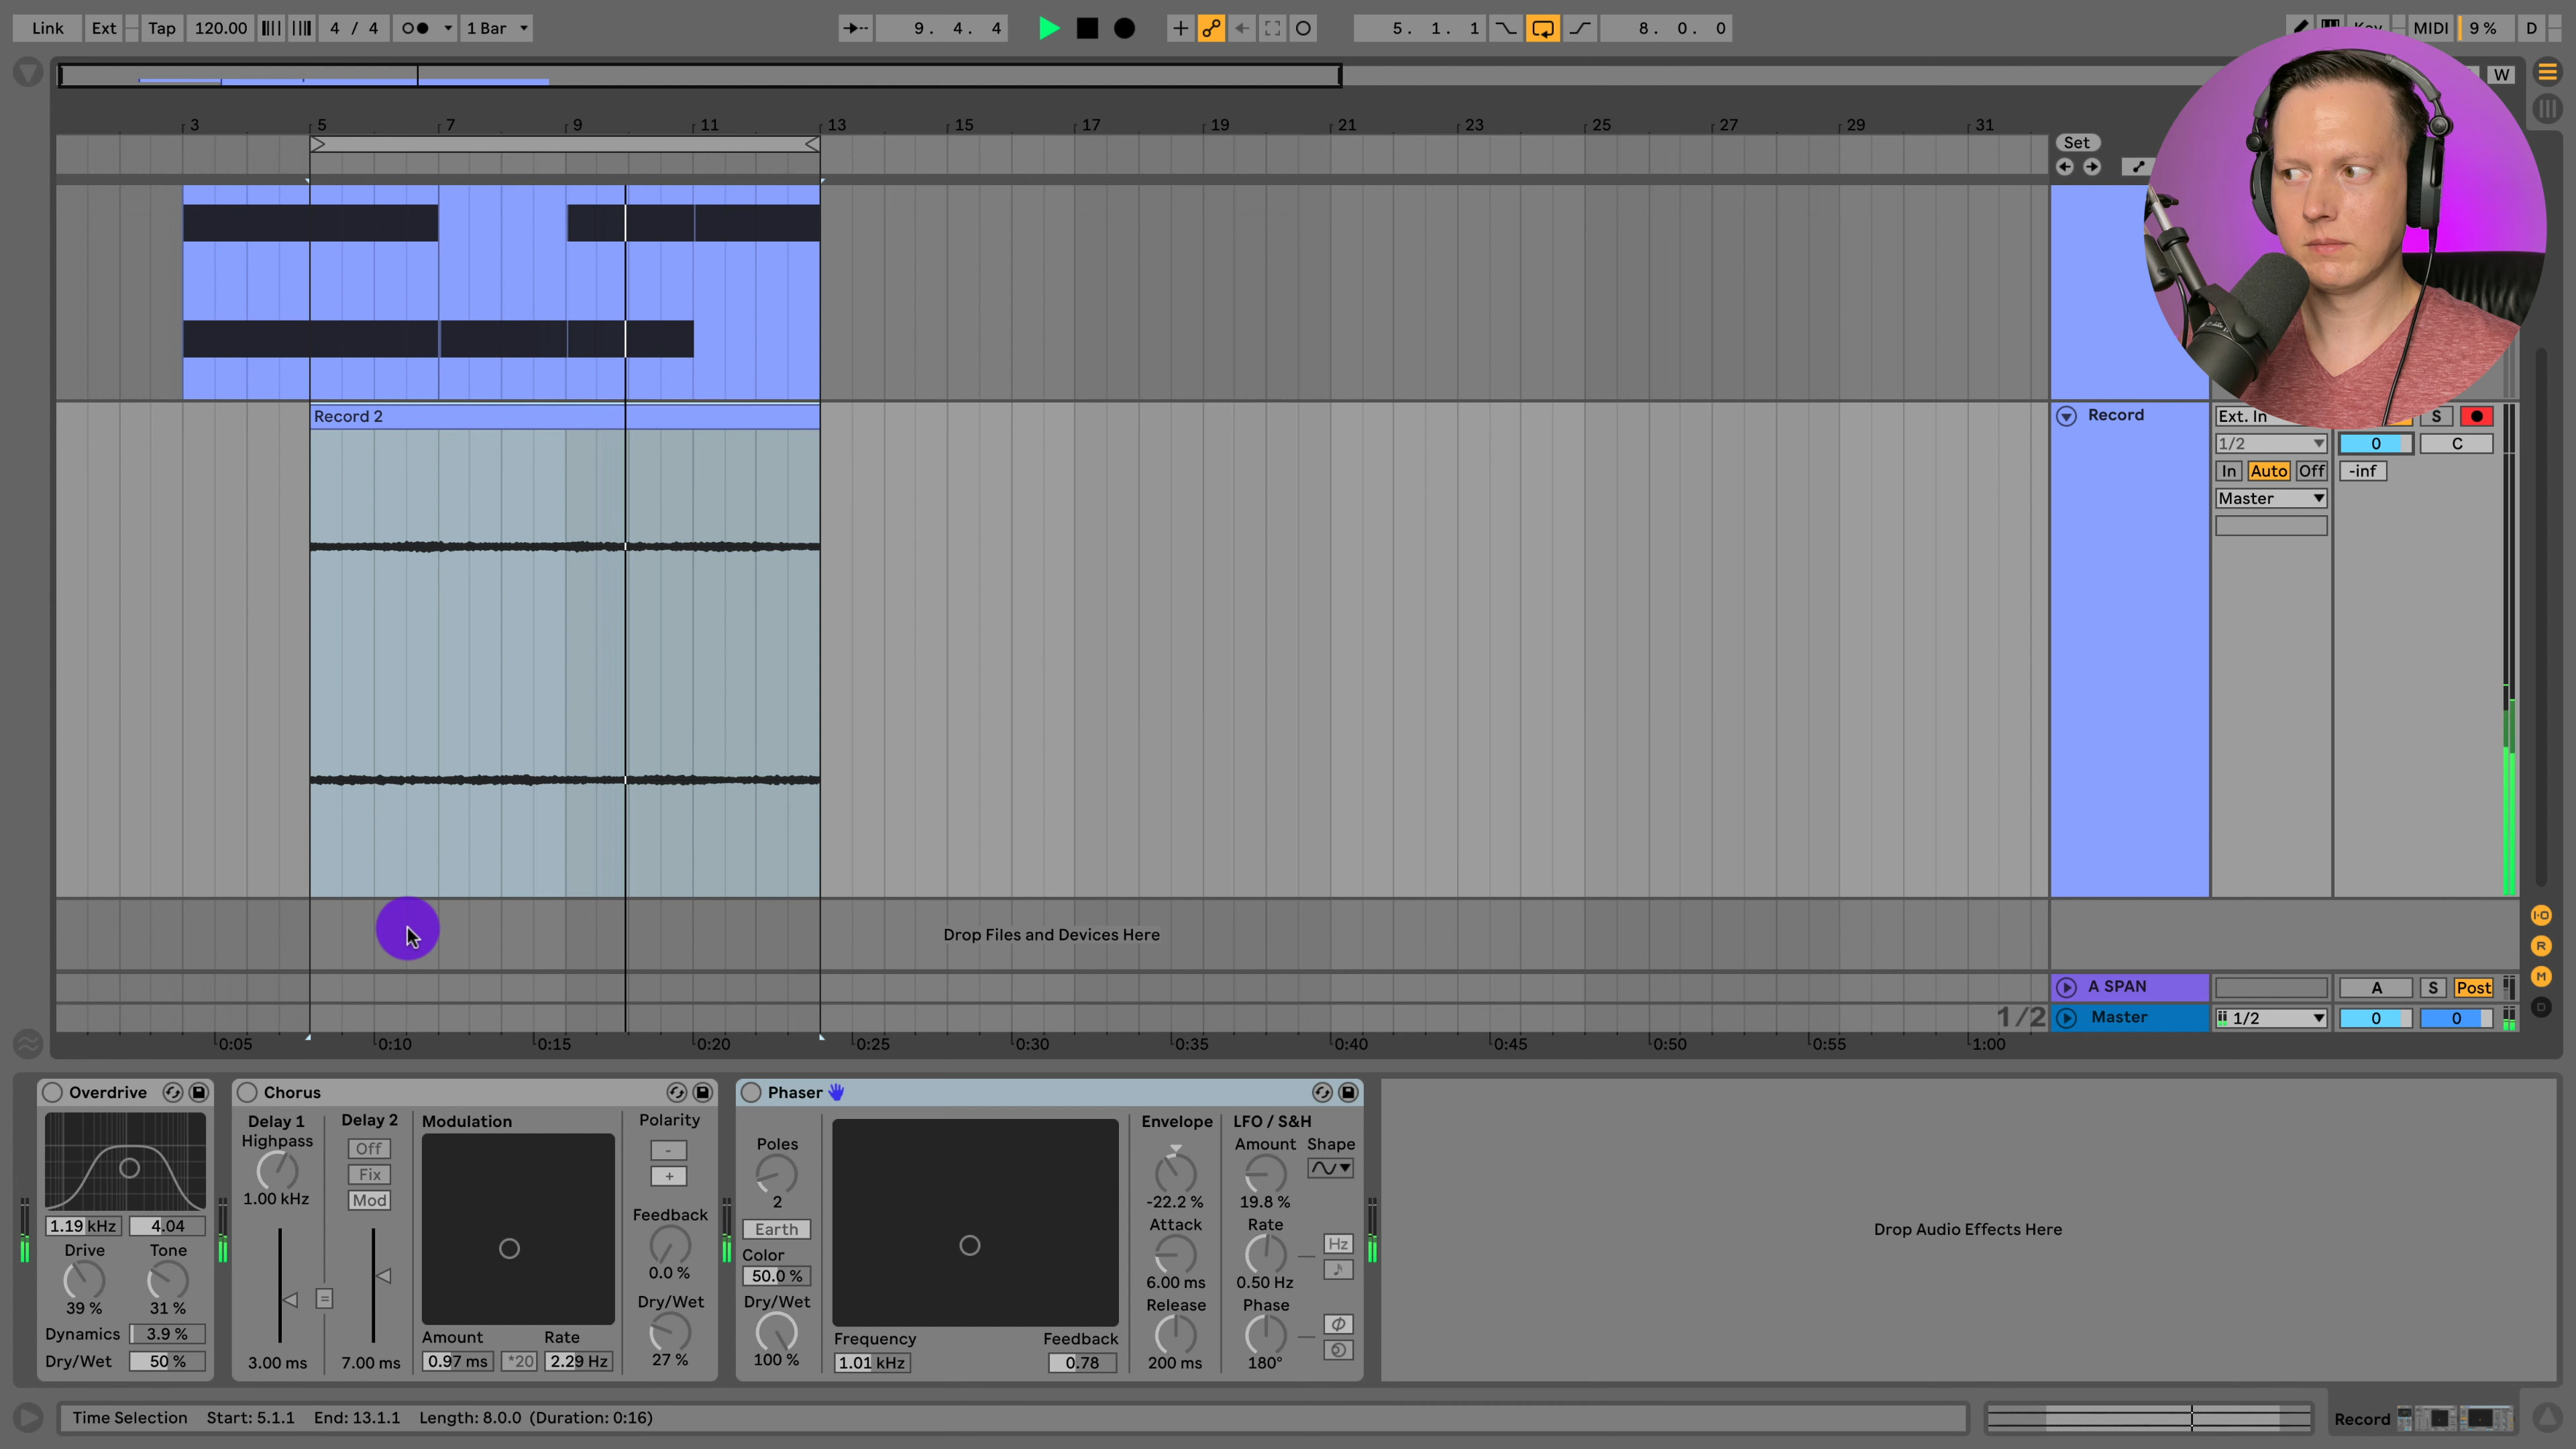 Link Ext Tap 120.00 4 / 4 1 Bar 9. 4. 4 5. 1. 1 8. 0. 0 MIDI 9 % D
W
3 5 7 9 11 13 15 17 19 21 23 25 27 29 31
Set
Record 2
Record Ext. In S
1/2 0 C
In Auto Off -inf
Master
Drop Files and Devices Here
I·O
R
M
D
A SPAN A S Post
1/2 Master 1/2 0 0
0:05 0:10 0:15 0:20 0:25 0:30 0:35 0:40 0:45 0:50 0:55 1:00
Overdrive
1.19 kHz 4.04
Drive Tone
39 % 31 %
Dynamics 3.9 %
Dry/Wet 50 %
Chorus
Delay 1 Delay 2 Modulation Polarity
Highpass Off -
Fix +
1.00 kHz Mod
Feedback
0.0 %
=
Dry/Wet
Amount Rate
3.00 ms 7.00 ms 0.97 ms *20 2.29 Hz 27 %
Phaser
Poles Envelope LFO / S&H
Amount Shape
2 -22.2 % 19.8 %
Earth Attack Rate
Color Hz
50.0 % 6.00 ms 0.50 Hz
Dry/Wet Release Phase
Frequency Feedback
100 % 1.01 kHz 0.78 200 ms 180°
Drop Audio Effects Here
Time Selection Start: 5.1.1 End: 13.1.1 Length: 8.0.0 (Duration: 0:16)
Record